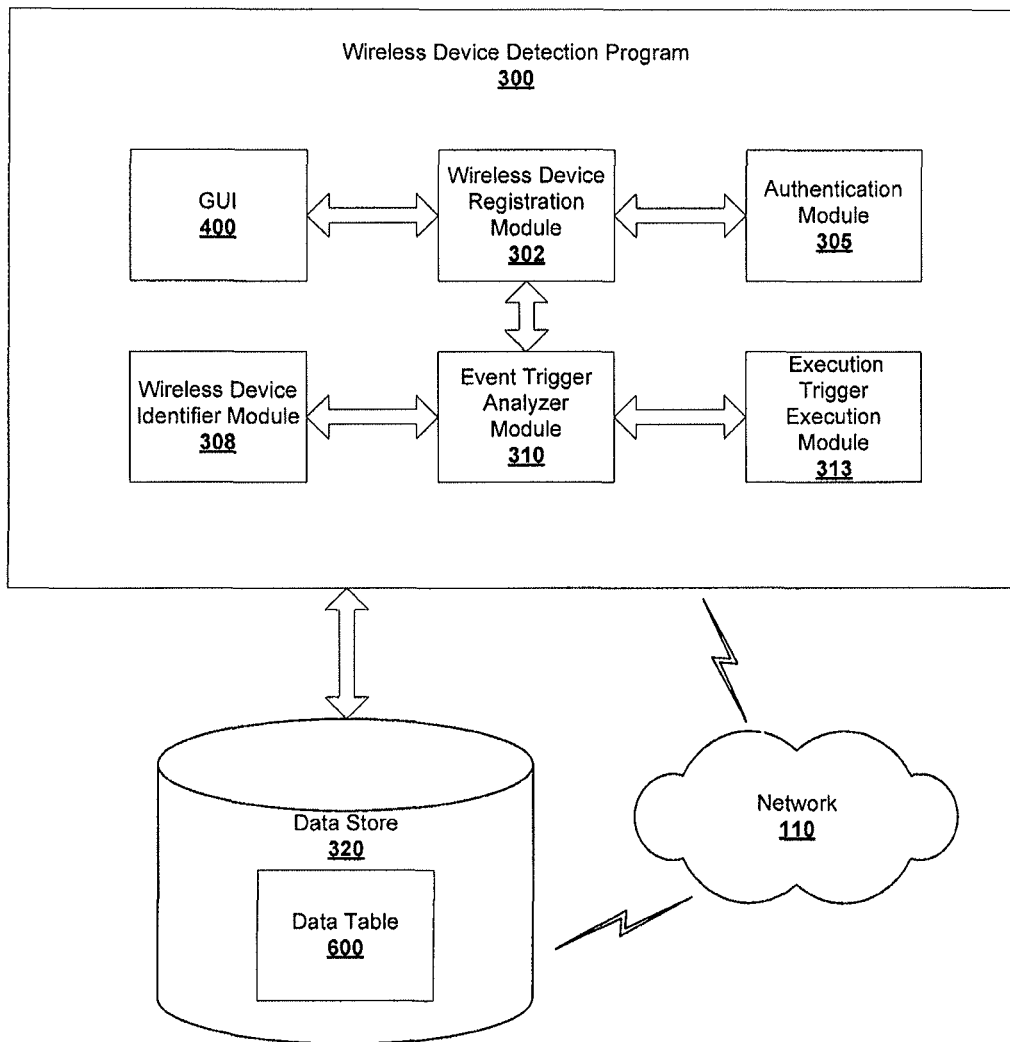 Wireless Device Detection Program
300
GUI
400
Wireless Device
Registration
Module
302
Authentication
Module
305
Wireless Device
Identifier Module
308
Event Trigger
Analyzer
Module
310
Execution
Trigger
Execution
Module
313
Data Store
320
Data Table
600
Network
110